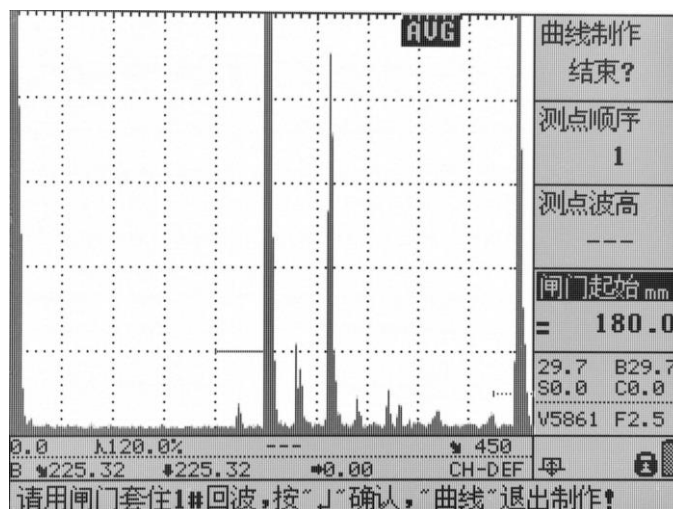 AVG
曲线制作
结束?
测点顺序
1
测点波高
---
闸门起始 mm
= 180.0
29.7 B29.7
S0.0 C0.0
V5861 F2.5
0.0 λ120.0% --- ⬊ 450
B ⬊225.32 ⬇225.32 ➡0.00 CH-DEF
请用闸门套住1#回波,按"↲"确认,"曲线"退出制作!